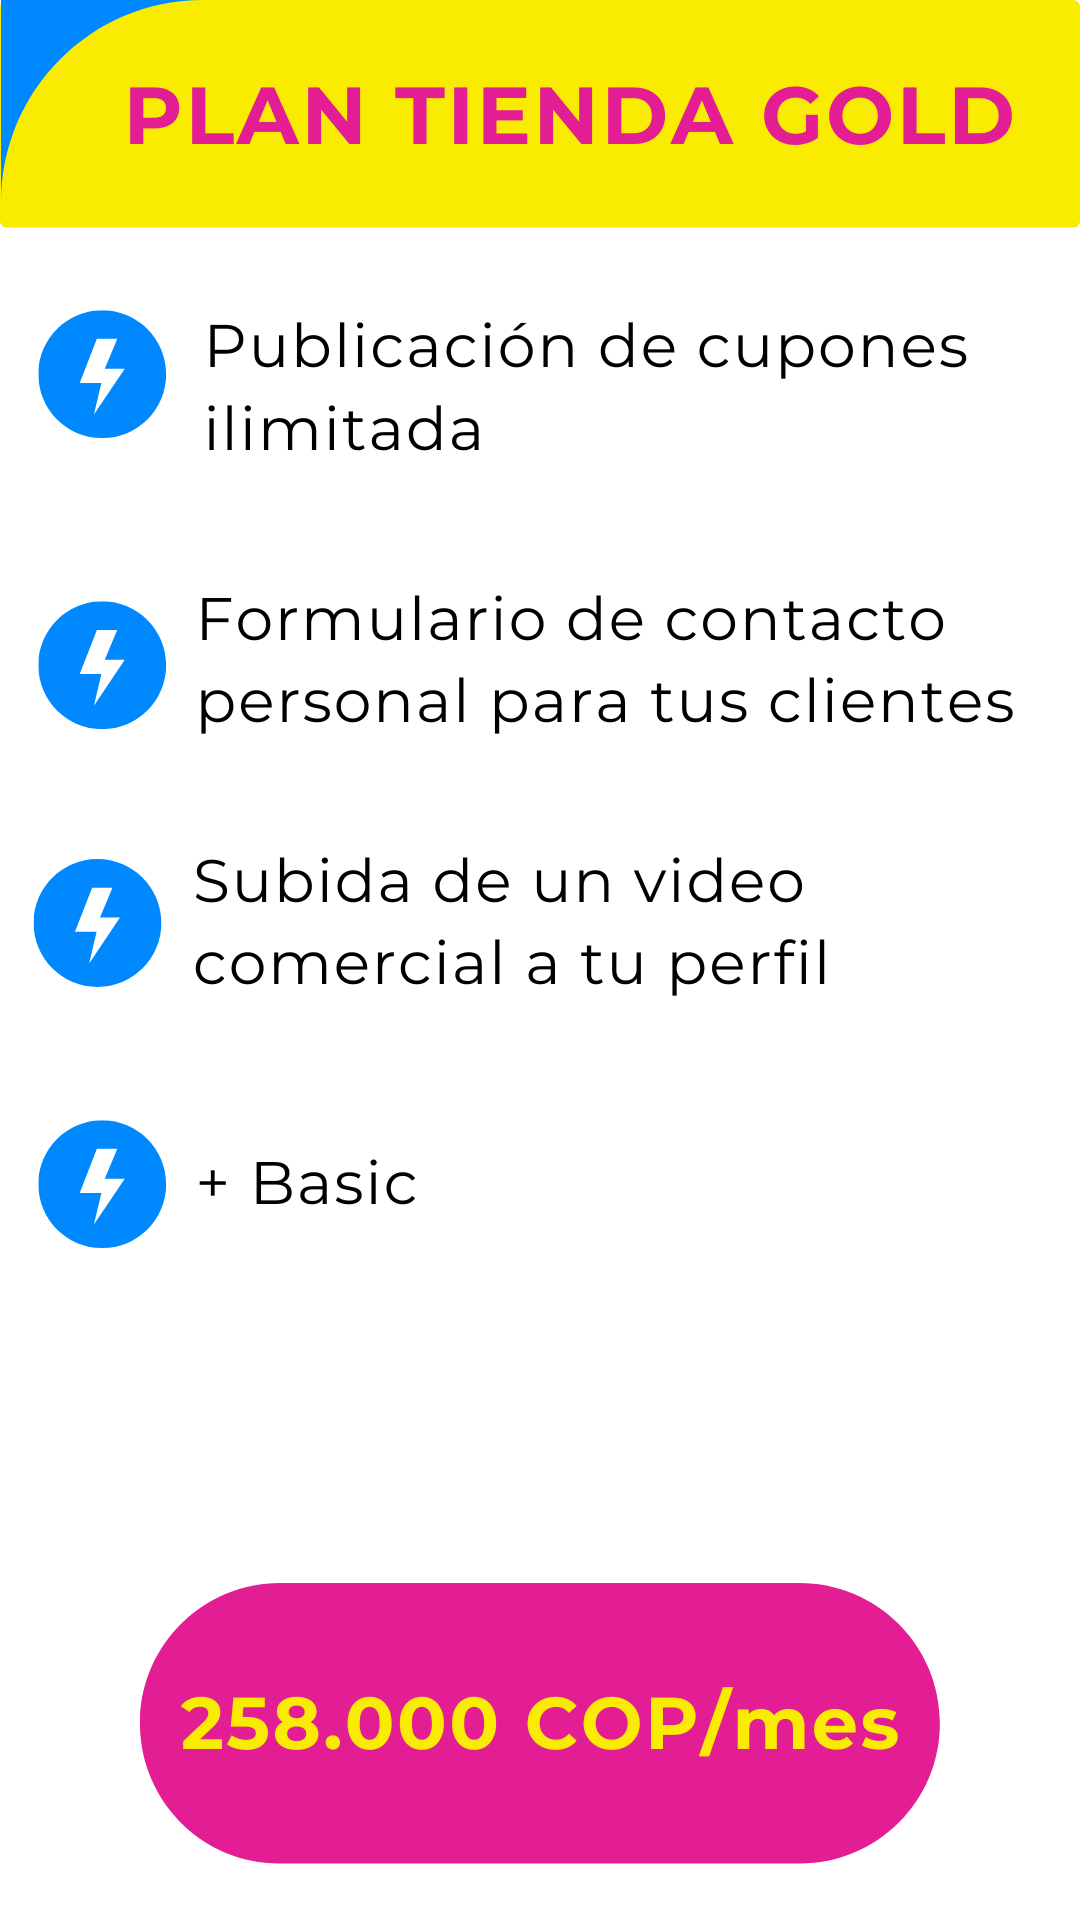 PLAN TIENDA GOLD
Publicación de cupones
ilimitada
Formulario de contacto
personal para tus clientes
Subida de un video
comercial a tu perfil
+ Basic
258.000 COP/mes